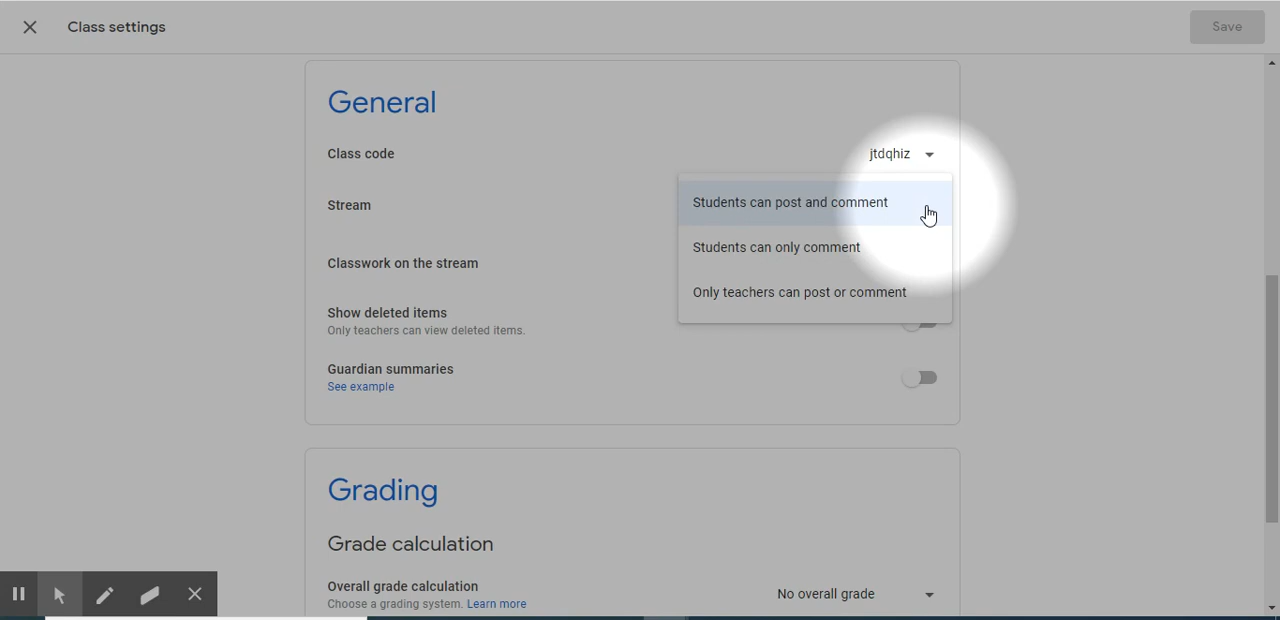 Class settings
Save
General
Class code
jtdqhiz
Stream
Students can post and comment
Students can only comment
Only teachers can post or comment
Classwork on the stream
Show deleted items
Only teachers can view deleted items.
Guardian summaries
See example
Grading
Grade calculation
Overall grade calculation
Choose a grading system. Learn more
No overall grade